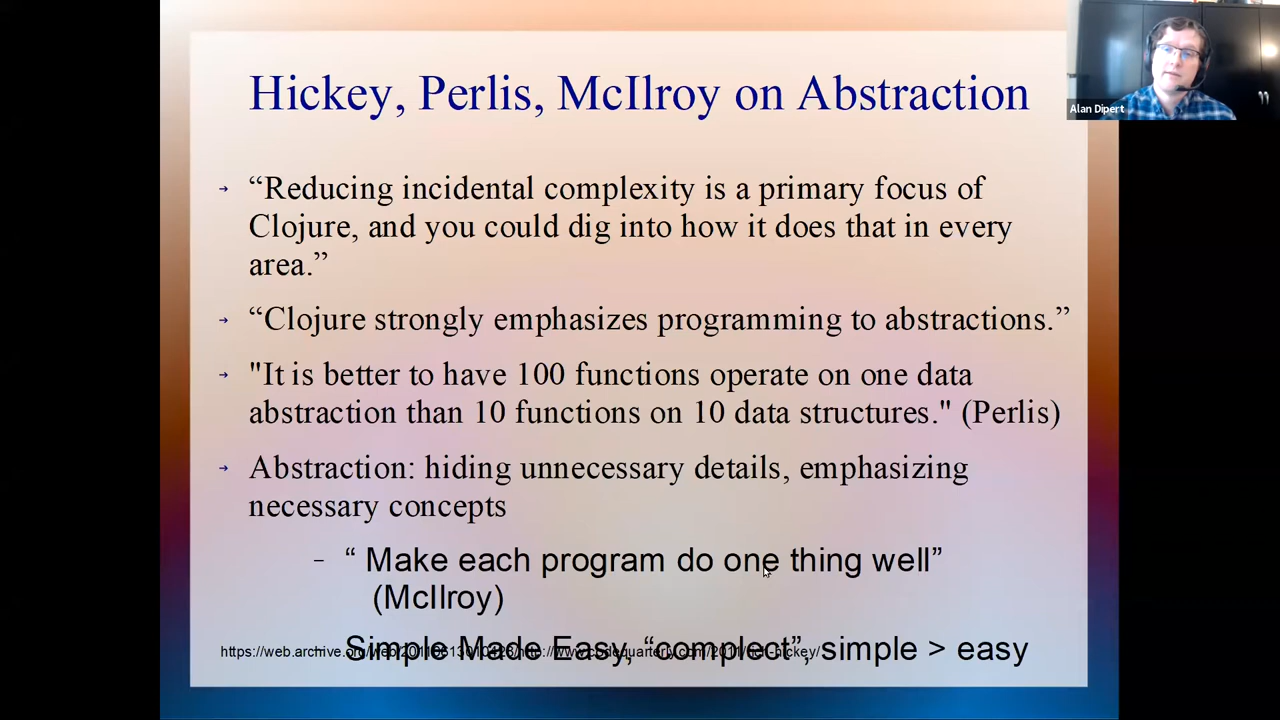 Hickey, Perlis, McIlroy on Abstraction
Alan Dipert
“Reducing incidental complexity is a primary focus of
Clojure, and you could dig into how it does that in every
area.”
“Clojure strongly emphasizes programming to abstractions.”
"It is better to have 100 functions operate on one data
abstraction than 10 functions on 10 data structures." (Perlis)
Abstraction: hiding unnecessary details, emphasizing
necessary concepts
– “ Make each program do one thing well”
(McIlroy)
– Simple Made Easy, “complect”, simple > easy